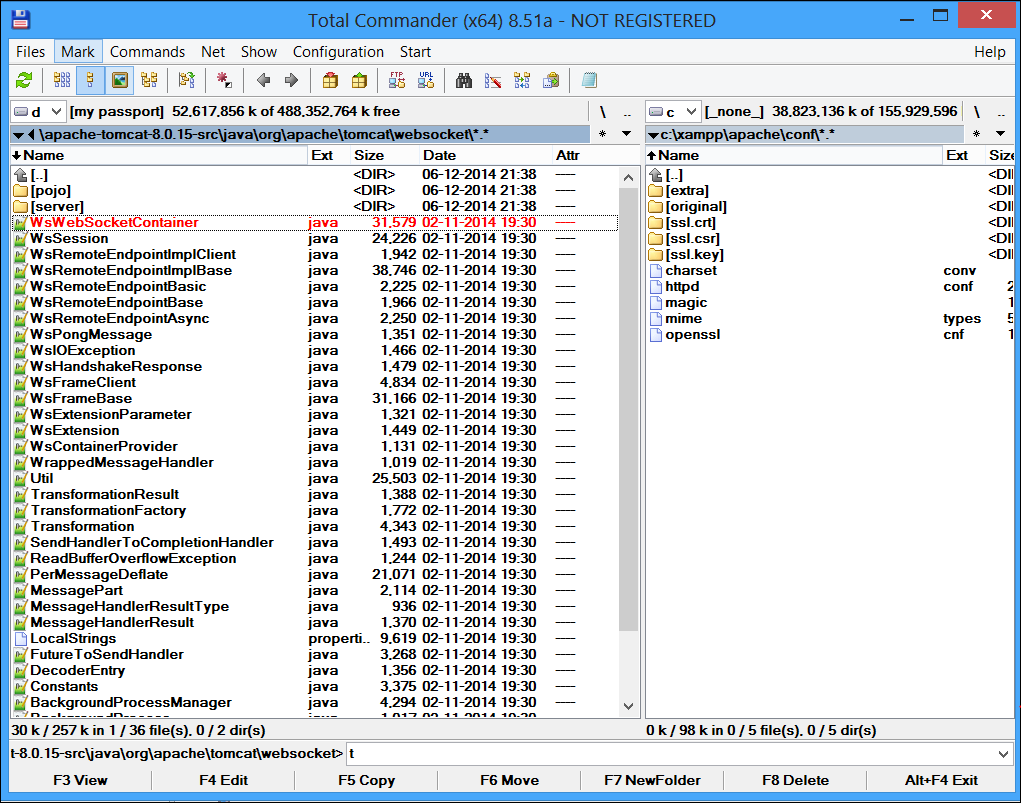 Total Commander (x64) 8.51a - NOT REGISTERED
Files Mark Commands Net Show Configuration Start Help
FTP URL
d [my passport] 52,617,856 k of 488,352,764 k free \ ..
c [_none_] 38,823,136 k of 155,929,596 \ ..
\apache-tomcat-8.0.15-src\java\org\apache\tomcat\websocket\*.* *
c:\xampp\apache\conf\*.* *
Name Ext Size Date Attr
[..] <DIR> 06-12-2014 21:38 ----
[pojo] <DIR> 06-12-2014 21:38 ----
[server] <DIR> 06-12-2014 21:38 ----
WsWebSocketContainer java 31,579 02-11-2014 19:30 ----
WsSession java 24,226 02-11-2014 19:30 ----
WsRemoteEndpointImplClient java 1,942 02-11-2014 19:30 ----
WsRemoteEndpointImplBase java 38,746 02-11-2014 19:30 ----
WsRemoteEndpointBasic java 2,225 02-11-2014 19:30 ----
WsRemoteEndpointBase java 1,966 02-11-2014 19:30 ----
WsRemoteEndpointAsync java 2,250 02-11-2014 19:30 ----
WsPongMessage java 1,351 02-11-2014 19:30 ----
WsIOException java 1,466 02-11-2014 19:30 ----
WsHandshakeResponse java 1,479 02-11-2014 19:30 ----
WsFrameClient java 4,834 02-11-2014 19:30 ----
WsFrameBase java 31,166 02-11-2014 19:30 ----
WsExtensionParameter java 1,321 02-11-2014 19:30 ----
WsExtension java 1,449 02-11-2014 19:30 ----
WsContainerProvider java 1,131 02-11-2014 19:30 ----
WrappedMessageHandler java 1,019 02-11-2014 19:30 ----
Util java 25,503 02-11-2014 19:30 ----
TransformationResult java 1,388 02-11-2014 19:30 ----
TransformationFactory java 1,772 02-11-2014 19:30 ----
Transformation java 4,343 02-11-2014 19:30 ----
SendHandlerToCompletionHandler java 1,493 02-11-2014 19:30 ----
ReadBufferOverflowException java 1,244 02-11-2014 19:30 ----
PerMessageDeflate java 21,071 02-11-2014 19:30 ----
MessagePart java 2,114 02-11-2014 19:30 ----
MessageHandlerResultType java 936 02-11-2014 19:30 ----
MessageHandlerResult java 1,370 02-11-2014 19:30 ----
LocalStrings properti.. 9,619 02-11-2014 19:30 ----
FutureToSendHandler java 3,268 02-11-2014 19:30 ----
DecoderEntry java 1,356 02-11-2014 19:30 ----
Constants java 3,375 02-11-2014 19:30 ----
BackgroundProcessManager java 4,294 02-11-2014 19:30 ----
Name Ext Size
[..] <DI
[extra] <DI
[original] <DI
[ssl.crt] <DI
[ssl.csr] <DI
[ssl.key] <DI
charset conv
httpd conf 2
magic 1
mime types 5
openssl cnf 1
30 k / 257 k in 1 / 36 file(s), 0 / 2 dir(s)
0 k / 98 k in 0 / 5 file(s), 0 / 5 dir(s)
t-8.0.15-src\java\org\apache\tomcat\websocket> t
F3 View F4 Edit F5 Copy F6 Move F7 NewFolder F8 Delete Alt+F4 Exit